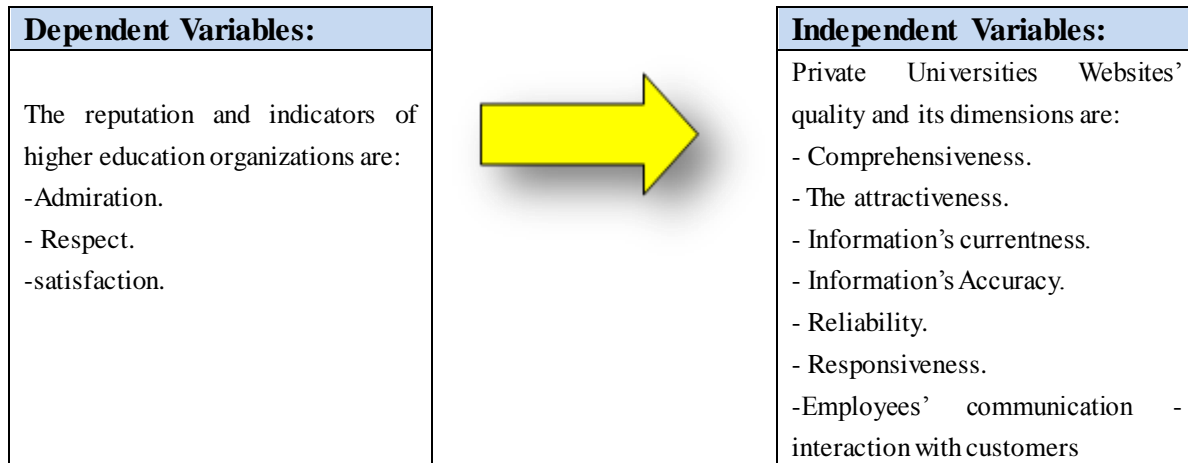 Dependent Variables:
The reputation and indicators of
higher education organizations are:
-Admiration.
- Respect.
-satisfaction.
Independent Variables:
Private Universities Websites’
quality and its dimensions are:
- Comprehensiveness.
- The attractiveness.
- Information’s currentness.
- Information’s Accuracy.
- Reliability.
- Responsiveness.
-Employees’ communication -
interaction with customers